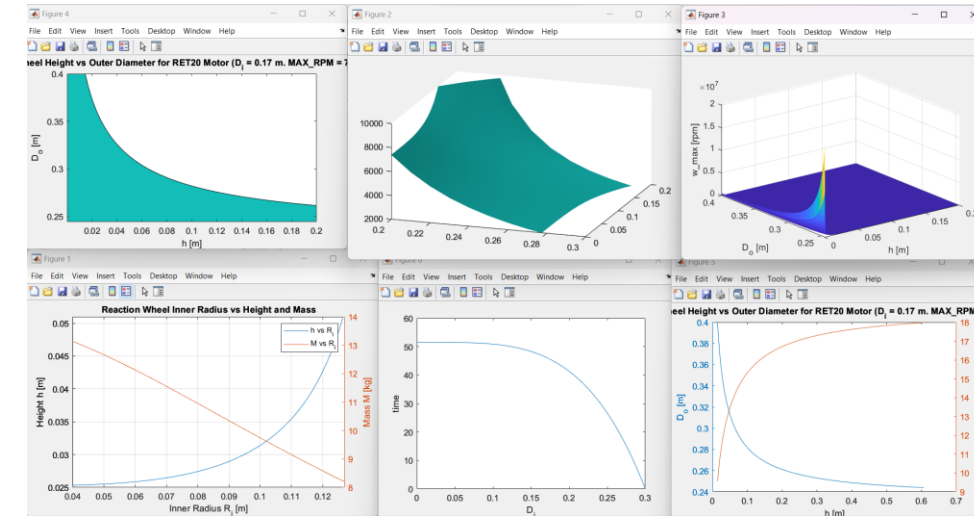 Figure 4
File Edit View Insert Tools Desktop Window Help
eel Height vs Outer Diameter for RET20 Motor (D_i = 0.17 m. MAX_RPM = 7
0.4
0.35
0.3
0.25
D_o [m]
0.02 0.04 0.06 0.08 0.1 0.12 0.14 0.16 0.18 0.2
h [m]
Figure 2
File Edit View Insert Tools Desktop Window Help
10000
8000
6000
4000
2000
0.2 0.22 0.24 0.26 0.28 0.3
0 0.05 0.1 0.15 0.2
Figure 3
File Edit View Insert Tools Desktop Window Help
×10^7
2
1.5
1
0.5
0
w_max [rpm]
0.4 0.35 0.3 0.25
D_o [m]
0 0.05 0.1 0.15 0.2
h [m]
Figure 1
File Edit View Insert Tools Desktop Window Help
Reaction Wheel Inner Radius vs Height and Mass
h vs R_i
M vs R_i
0.05
0.045
0.04
0.035
0.03
0.025
Height h [m]
14
13
12
11
10
9
8
Mass M [kg]
0.04 0.05 0.06 0.07 0.08 0.09 0.1 0.11 0.12
Inner Radius R_i [m]
File Edit View Insert Tools Desktop Window Help
60
50
40
30
20
10
0
time
0 0.05 0.1 0.15 0.2 0.25 0.3
D_i
File Edit View Insert Tools Desktop Window Help
eel Height vs Outer Diameter for RET20 Motor (D_i = 0.17 m. MAX_RPM
0.4
0.38
0.36
0.34
0.32
0.3
0.28
0.26
0.24
D_o [m]
18
17
16
15
14
13
12
11
10
9
0 0.1 0.2 0.3 0.4 0.5 0.6 0.7
h [m]